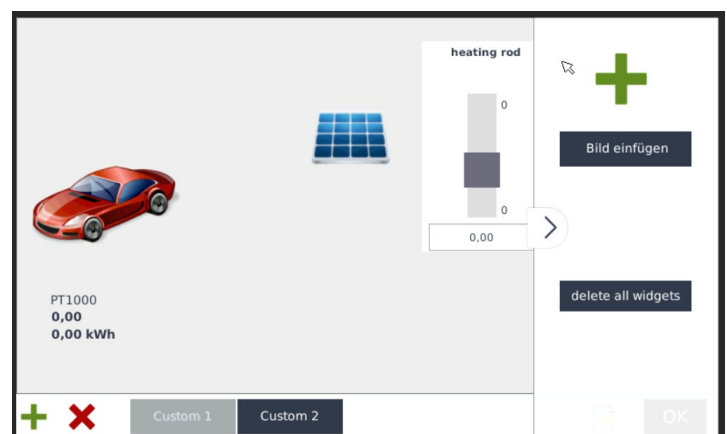 heating rod
0
Bild einfügen
0
0,00
delete all widgets
PT1000
0,00
0,00 kWh
Custom 1
Custom 2
OK